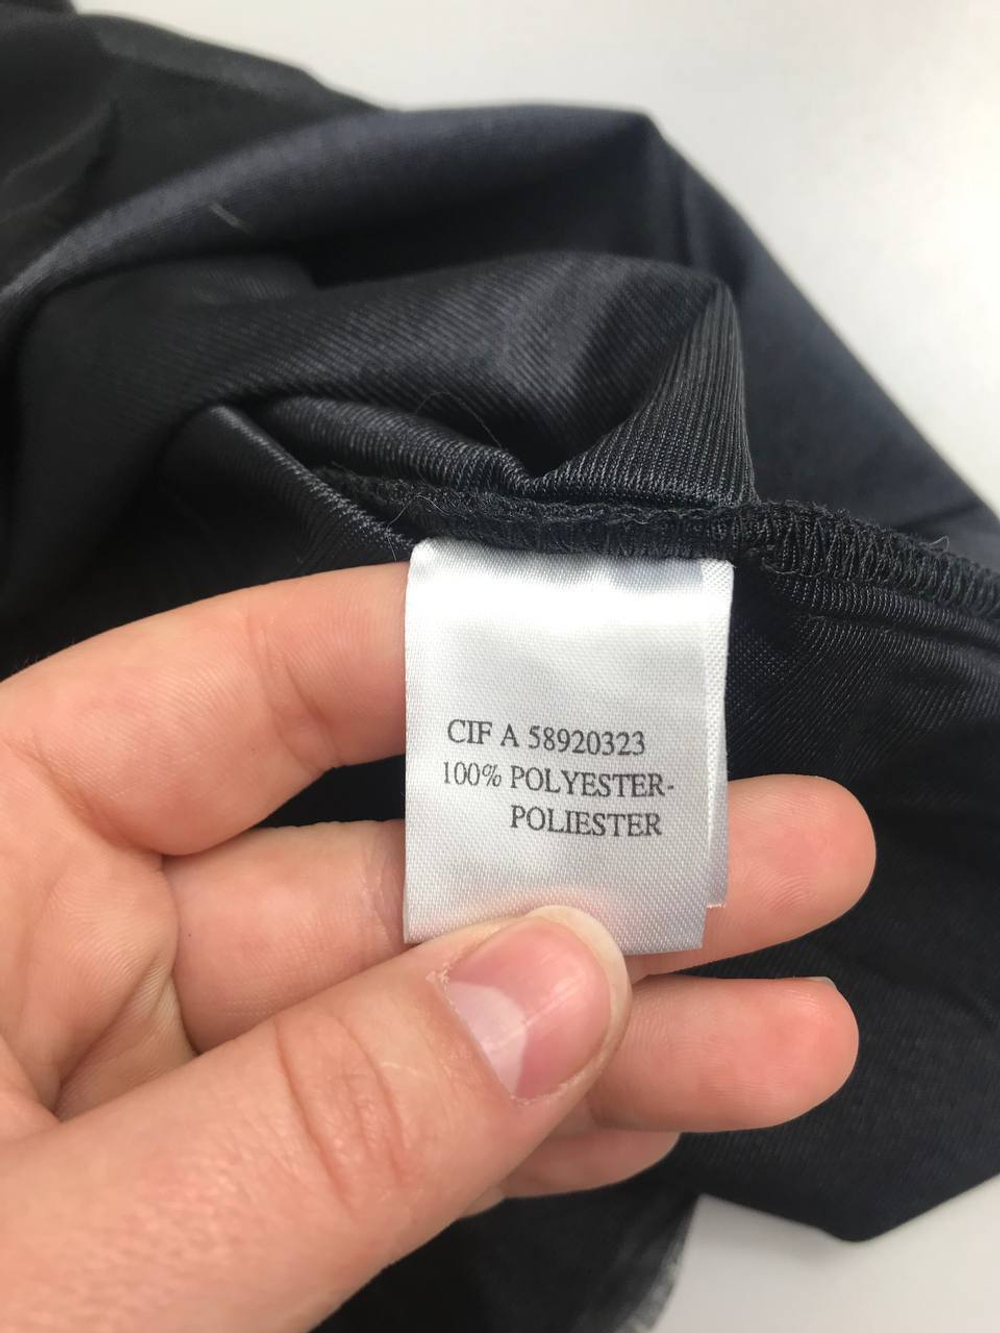 CIF A 58920323
100% POLYESTER-
POLIESTER